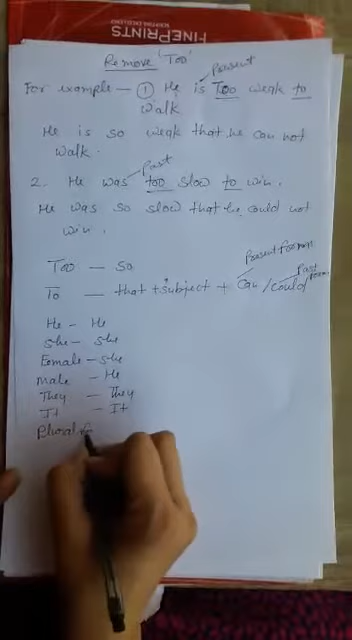 FINEPRINTS
Remove 'Too'
Present
For example – ① He is Too weak to
walk
He is so weak that he can not
walk.
Past
2. He was too slow to win.
He was so slow that he could not
win.
Present Form
Past Form
Too – so
To – that + subject + Can / Could
He – He
She – She
Female – She
Male – He
They – They
It – It
Plural